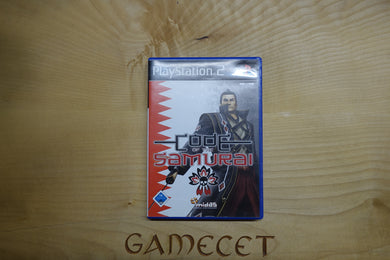 PlayStation 2
CODE
SAMURAI
midas
GAMECET